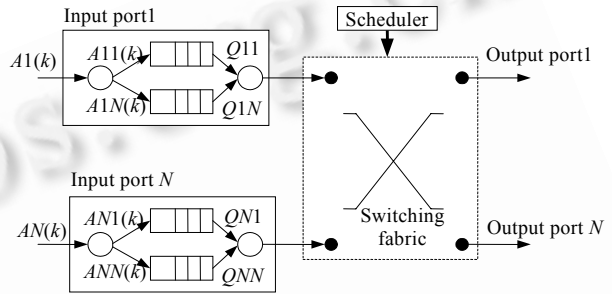 Input port1
Scheduler
A1(k)
A11(k)
Q11
A1N(k)
Q1N
Output port1
Input port N
AN(k)
AN1(k)
QN1
ANN(k)
QNN
Switching
fabric
Output port N